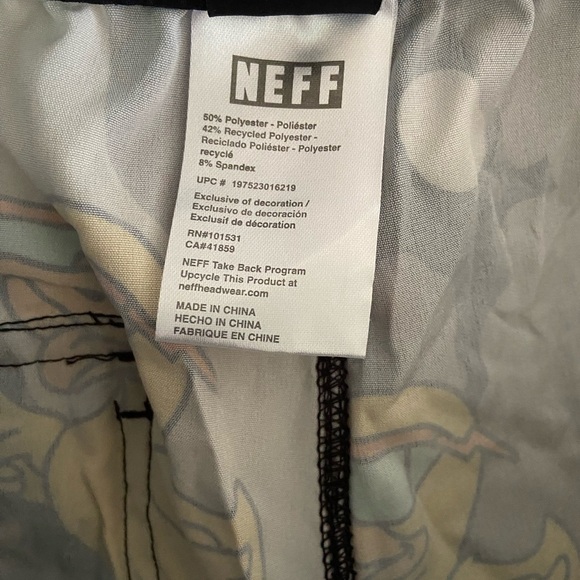 NEFF
50% Polyester - Poliéster
42% Recycled Polyester -
Reciclado Poliéster - Polyester
recyclé
8% Spandex
UPC # 197523016219
Exclusive of decoration /
Exclusivo de decoración
Exclusif de décoration
RN#101531
CA#41859
NEFF Take Back Program
Upcycle This Product at
neffheadwear.com
MADE IN CHINA
HECHO IN CHINA
FABRIQUE EN CHINE